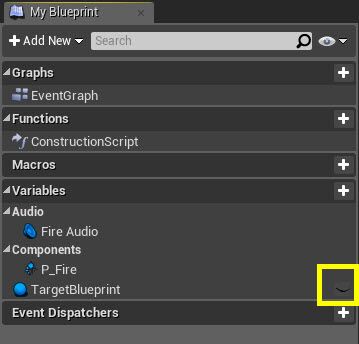 My Blueprint
Add New
Search
Graphs
EventGraph
Functions
ConstructionScript
Macros
Variables
Audio
Fire Audio
Components
P_Fire
TargetBlueprint
Event Dispatchers